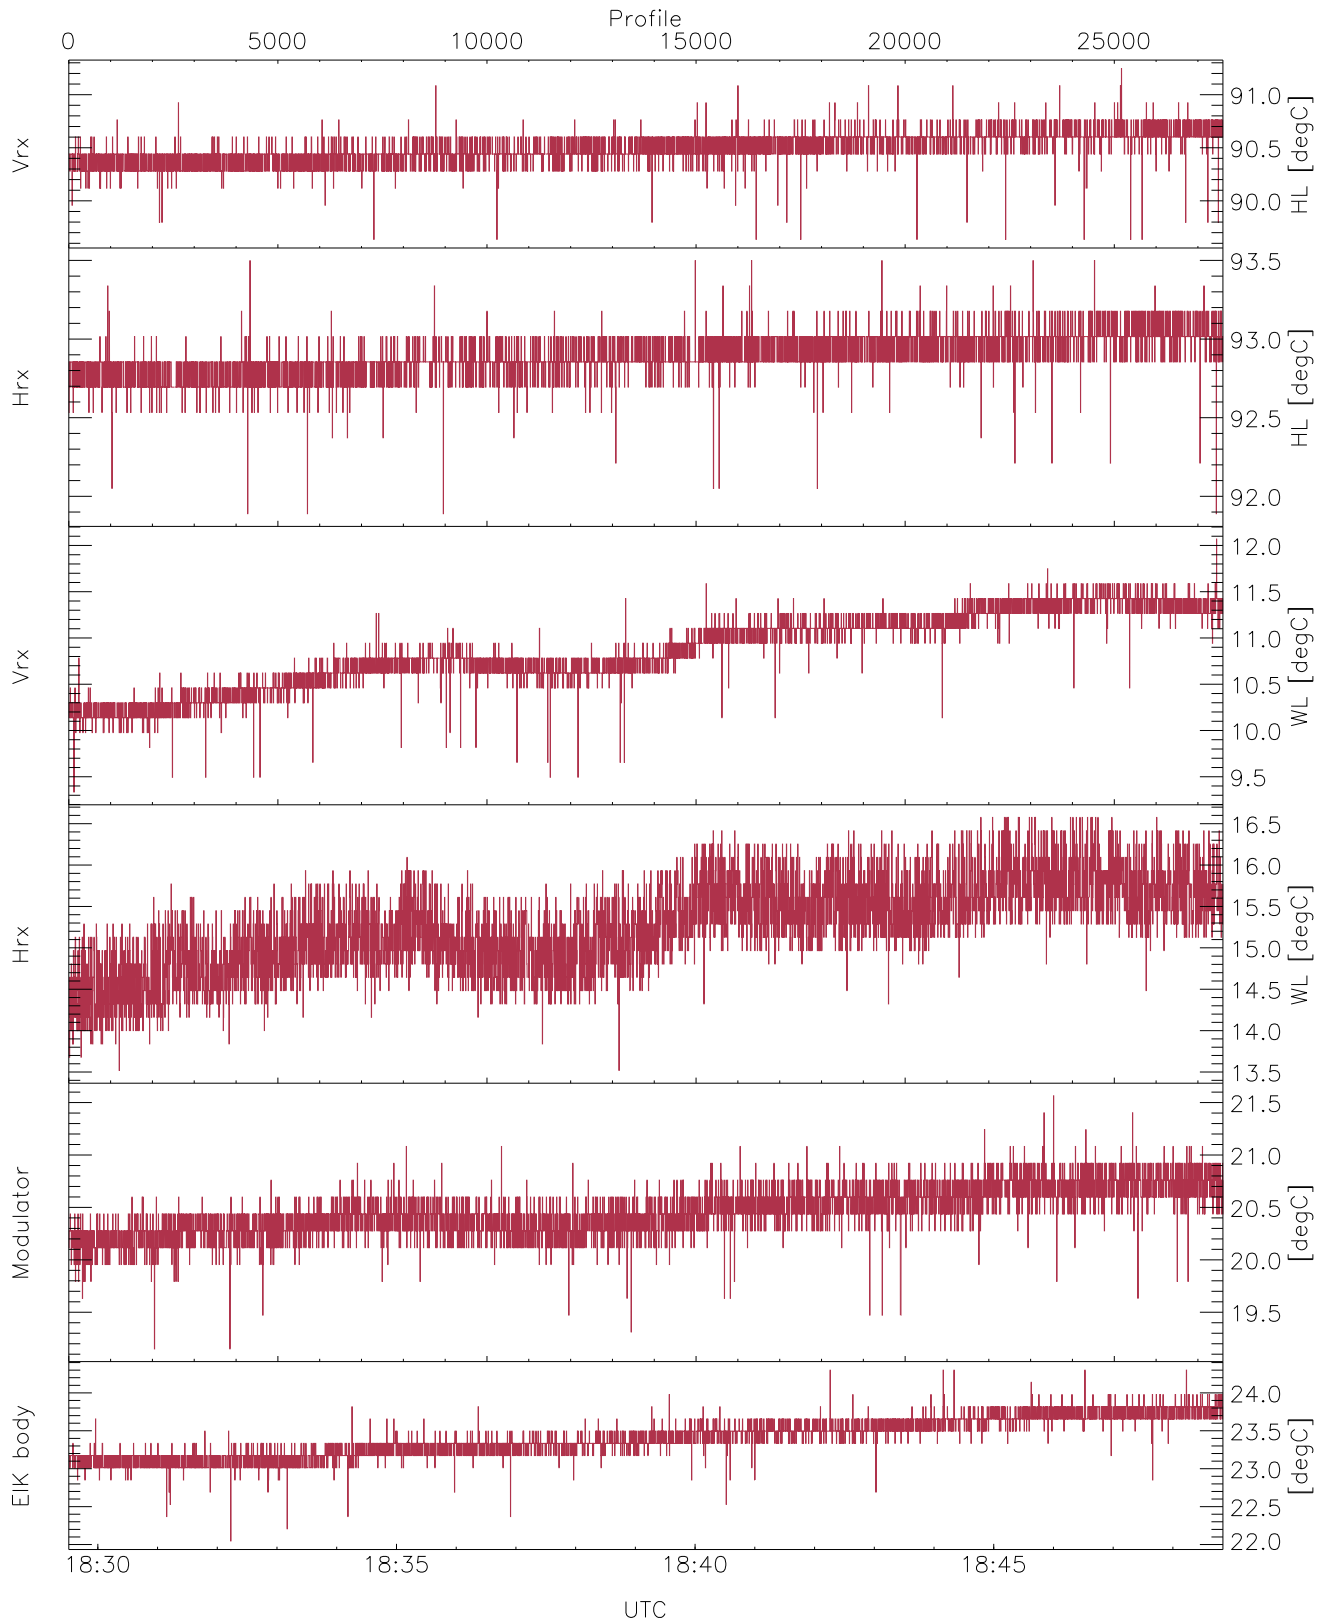 Profile
0 5000 10000 15000 20000 25000
Vrx
91.0
90.5
90.0
HL [degC]
Hrx
93.5
93.0
92.5
92.0
HL [degC]
Vrx
12.0
11.5
11.0
10.5
10.0
9.5
WL [degC]
Hrx
16.5
16.0
15.5
15.0
14.5
14.0
13.5
WL [degC]
Modulator
21.5
21.0
20.5
20.0
19.5
[degC]
EIK body
24.0
23.5
23.0
22.5
22.0
[degC]
18:30 18:35 18:40 18:45
UTC